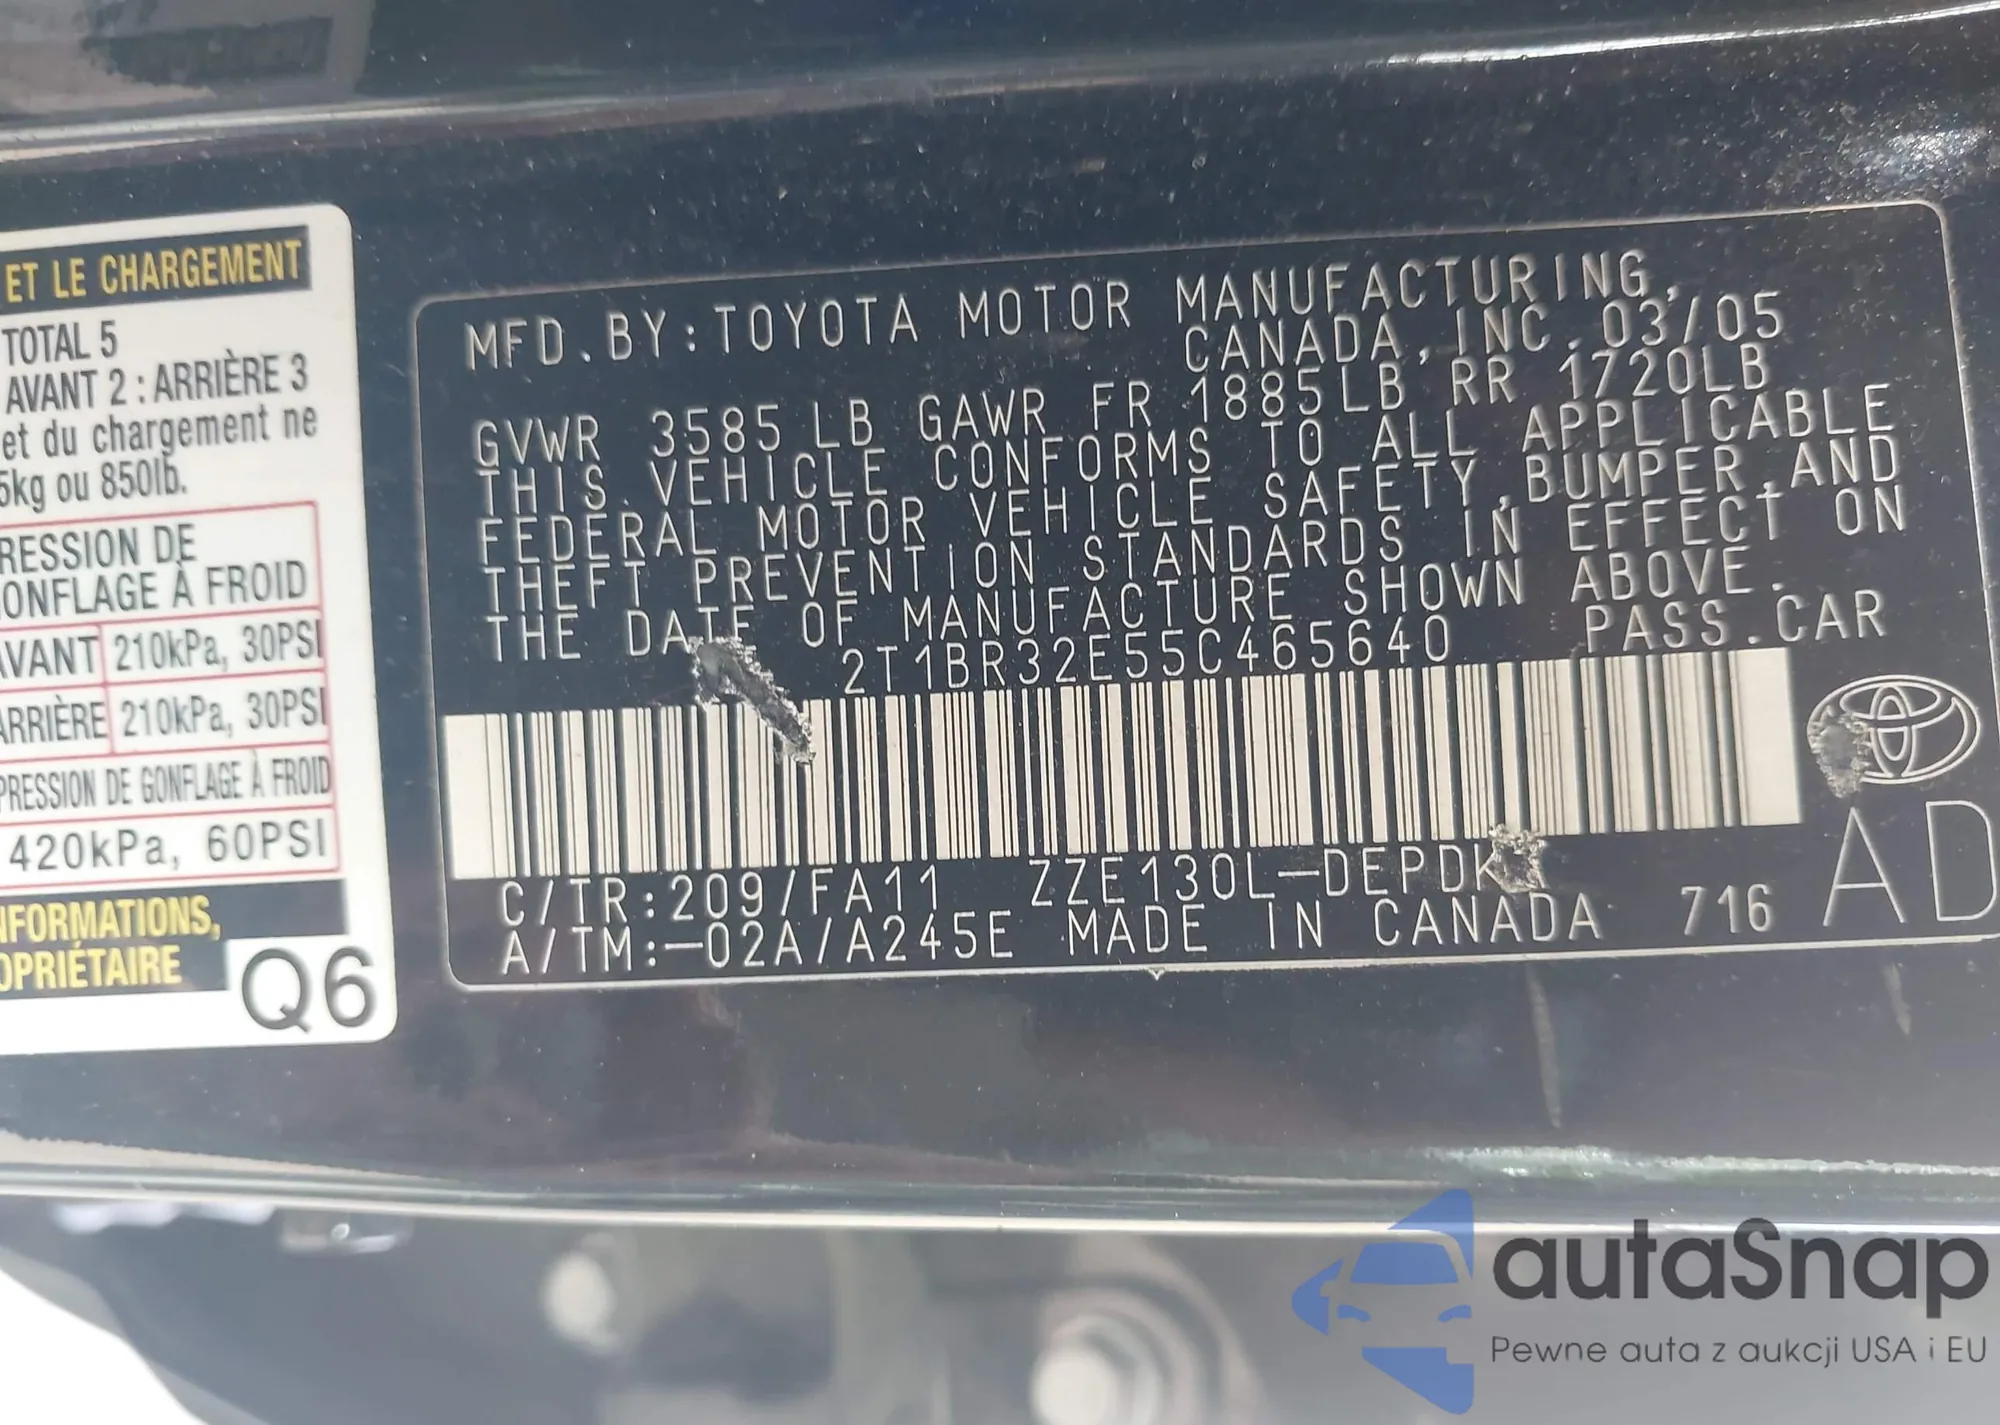 ET LE CHARGEMENT
TOTAL 5
AVANT 2 : ARRIÈRE 3
et du chargement ne
5kg ou 850lb.
RESSION DE
ONFLAGE À FROID
AVANT 210kPa, 30PSI
ARRIÈRE 210kPa, 30PSI
PRESSION DE GONFLAGE À FROID
420kPa, 60PSI
NFORMATIONS,
OPRIÉTAIRE
Q6
MFD.BY:TOYOTA MOTOR MANUFACTURING,
CANADA,INC. 03/05
GVWR 3585LB GAWR FR 1885LB RR 1720LB
THIS VEHICLE CONFORMS TO ALL APPLICABLE
FEDERAL MOTOR VEHICLE SAFETY,BUMPER,AND
THEFT PREVENTION STANDARDS IN EFFECT ON
THE DATE OF MANUFACTURE SHOWN ABOVE.
2T1BR32E55C465640 PASS.CAR
C/TR:209/FA11 ZZE130L-DEPDK
A/TM:-02A/A245E MADE IN CANADA 716
AD
autaSnap
Pewne auta z aukcji USA i EU